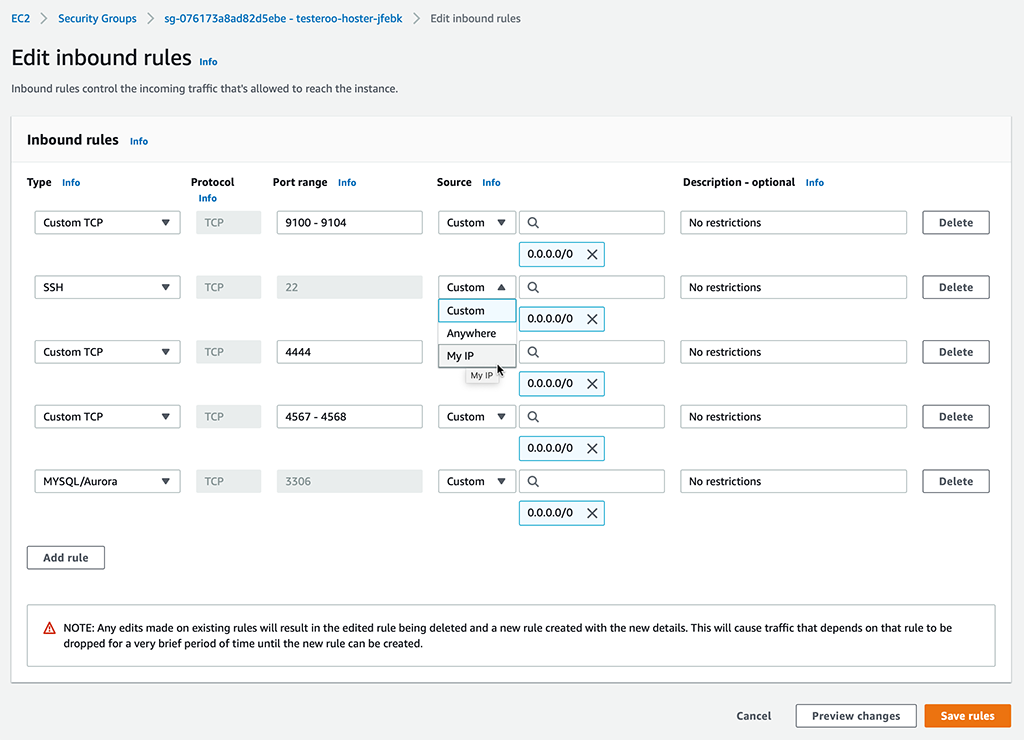 EC2 > Security Groups > sg-076173a8ad82d5ebe - testeroo-hoster-jfebk > Edit inbound rules
Edit inbound rules Info
Inbound rules control the incoming traffic that's allowed to reach the instance.
Inbound rules Info
Type Info Protocol Info Port range Info Source Info Description - optional Info
Custom TCP TCP 9100 - 9104 Custom No restrictions Delete
0.0.0.0/0
SSH TCP 22 Custom No restrictions Delete
Custom
0.0.0.0/0
Anywhere
Custom TCP TCP 4444 My IP No restrictions Delete
My IP
0.0.0.0/0
Custom TCP TCP 4567 - 4568 Custom No restrictions Delete
0.0.0.0/0
MYSQL/Aurora TCP 3306 Custom No restrictions Delete
0.0.0.0/0
Add rule
NOTE: Any edits made on existing rules will result in the edited rule being deleted and a new rule created with the new details. This will cause traffic that depends on that rule to be
dropped for a very brief period of time until the new rule can be created.
Cancel Preview changes Save rules